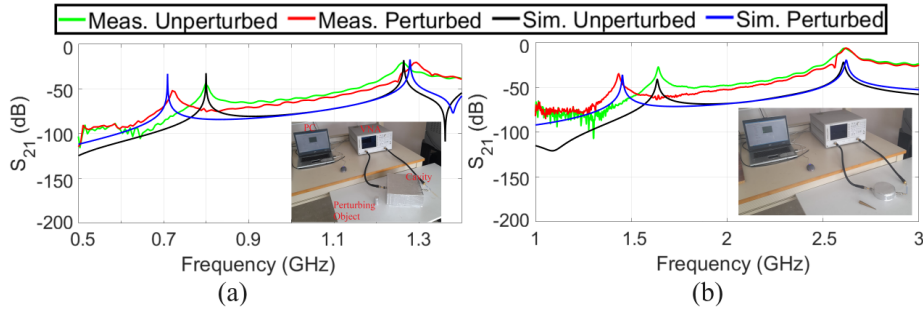 Meas. Unperturbed Meas. Perturbed Sim. Unperturbed Sim. Perturbed
0
-50
-100
-150
-200
S21 (dB)
0.5 0.7 0.9 1.1 1.3
Frequency (GHz)
(a)
PC
VNA
Cavity
Perturbing
Object
0
-50
-100
-150
-200
S21 (dB)
1 1.5 2 2.5 3
Frequency (GHz)
(b)